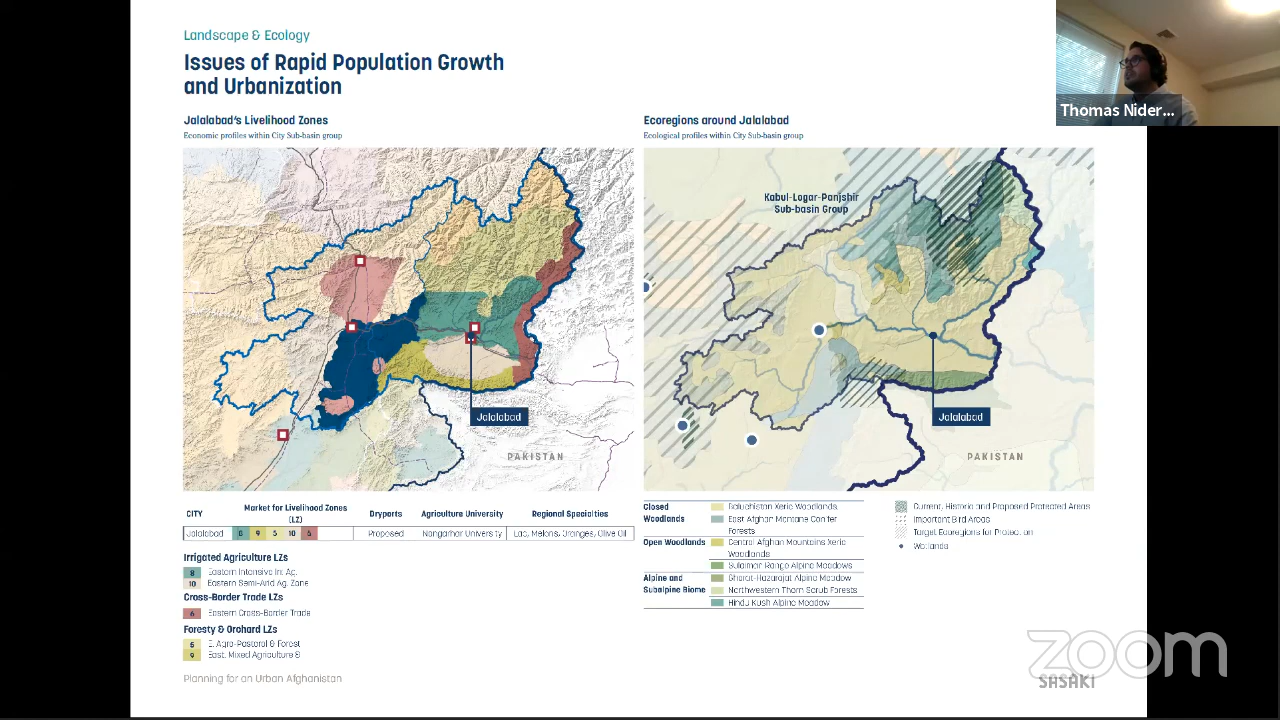 Landscape & Ecology
Issues of Rapid Population Growth
and Urbanization
Thomas Nider...
Jalalabad's Livelihood Zones
Economic profiles within City Sub-basin group
Jalalabad
PAKISTAN
Ecoregions around Jalalabad
Ecological profiles within City Sub-basin group
Kabul-Logar-Panjshir
Sub-basin Group
Jalalabad
PAKISTAN
CITY
Market for Livelihood Zones
(LZ)
Dryports
Agriculture University
Regional Specialties
Jalalabad
8 9 5 10 6
Proposed
Nangarhar University
Lac, Melons, Oranges, Olive Oil
Irrigated Agriculture LZs
8 Eastern Intensive Irr. Ag.
10 Eastern Semi-Arid Ag. Zone
Cross-Border Trade LZs
6 Eastern Cross-Border Trade
Foresty & Orchard LZs
5 E. Agro-Pastoral & Forest
9 East. Mixed Agriculture &
Closed
Woodlands
Baluchistan Xeric Woodlands
East Afghan Montane Conifer
Forests
Open Woodlands
Central Afghan Mountains Xeric
Woodlands
Sulaiman Range Alpine Meadows
Alpine and
Subalpine Biome
Ghorat-Hazarajat Alpine Meadow
Northwestern Thorn Scrub Forests
Hindu Kush Alpine Meadow
Current, Historic and Proposed Protected Areas
Important Bird Areas
Target Ecoregions for Protection
Wetlands
Planning for an Urban Afghanistan
zoom
SASAKI